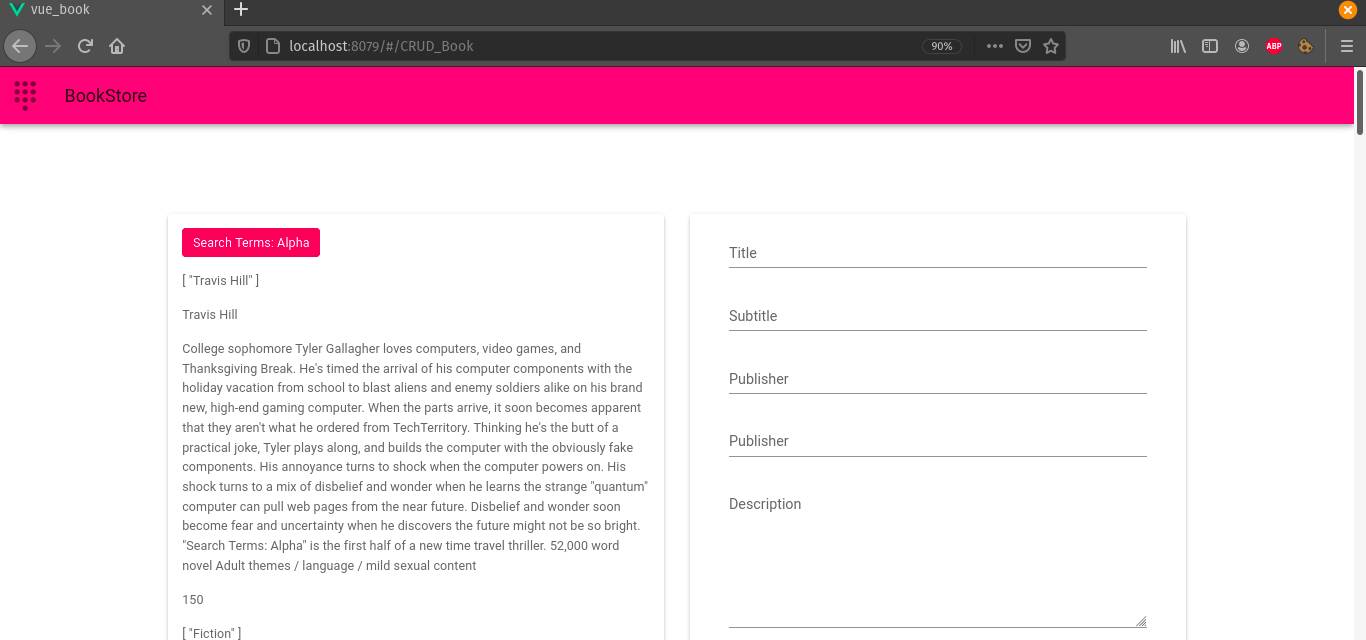 vue_book
localhost:8079/#/CRUD_Book
90%
ABP
BookStore
Search Terms: Alpha
[ "Travis Hill" ]
Travis Hill
College sophomore Tyler Gallagher loves computers, video games, and
Thanksgiving Break. He's timed the arrival of his computer components with the
holiday vacation from school to blast aliens and enemy soldiers alike on his brand
new, high-end gaming computer. When the parts arrive, it soon becomes apparent
that they aren't what he ordered from TechTerritory. Thinking he's the butt of a
practical joke, Tyler plays along, and builds the computer with the obviously fake
components. His annoyance turns to shock when the computer powers on. His
shock turns to a mix of disbelief and wonder when he learns the strange "quantum"
computer can pull web pages from the near future. Disbelief and wonder soon
become fear and uncertainty when he discovers the future might not be so bright.
"Search Terms: Alpha" is the first half of a new time travel thriller. 52,000 word
novel Adult themes / language / mild sexual content
150
[ "Fiction" ]
Title
Subtitle
Publisher
Publisher
Description